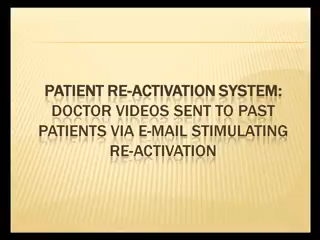 PATIENT RE-ACTIVATION SYSTEM:
DOCTOR VIDEOS SENT TO PAST
PATIENTS VIA E-MAIL STIMULATING
RE-ACTIVATION